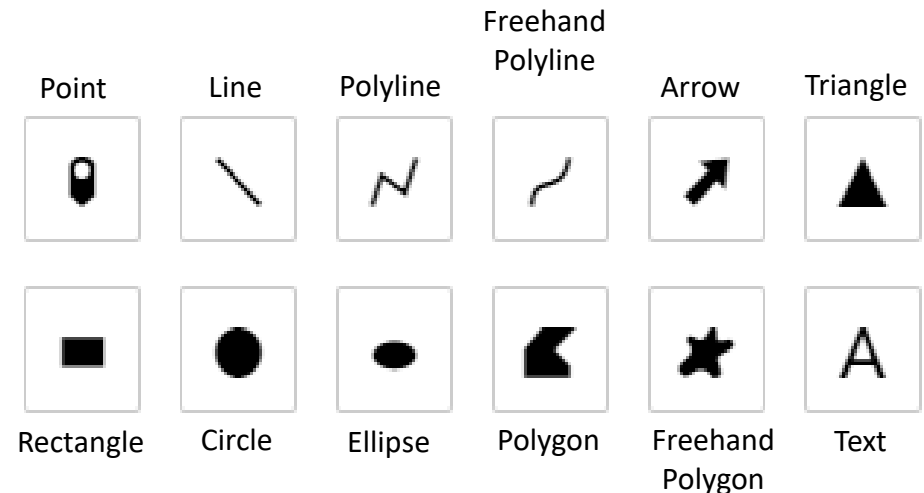 Freehand
Polyline
Point Line Polyline Arrow Triangle
A
Rectangle Circle Ellipse Polygon Freehand Text
Polygon